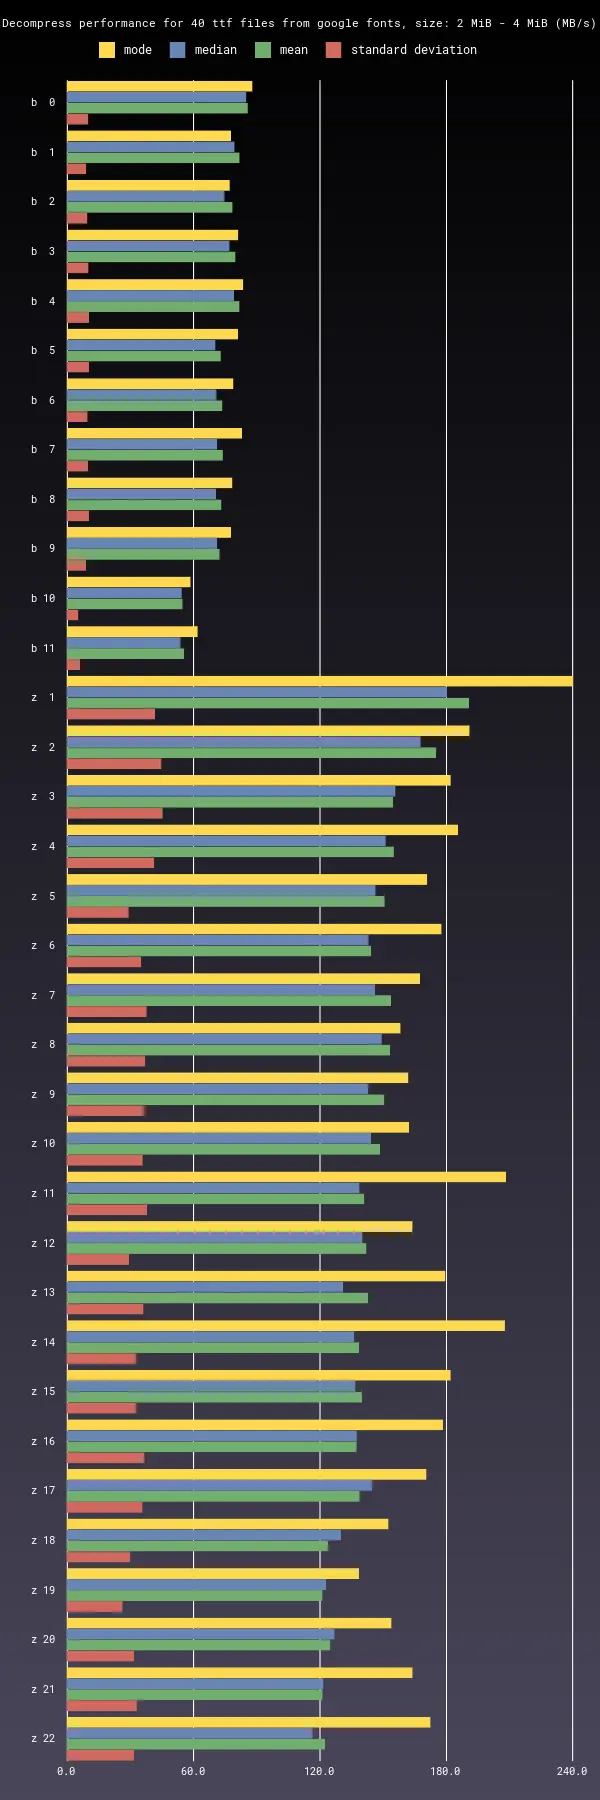 Decompress performance for 40 ttf files from google fonts, size: 2 MiB - 4 MiB (MB/s)
mode median mean standard deviation
b 0
b 1
b 2
b 3
b 4
b 5
b 6
b 7
b 8
b 9
b 10
b 11
z 1
z 2
z 3
z 4
z 5
z 6
z 7
z 8
z 9
z 10
z 11
z 12
z 13
z 14
z 15
z 16
z 17
z 18
z 19
z 20
z 21
z 22
0.0 60.0 120.0 180.0 240.0